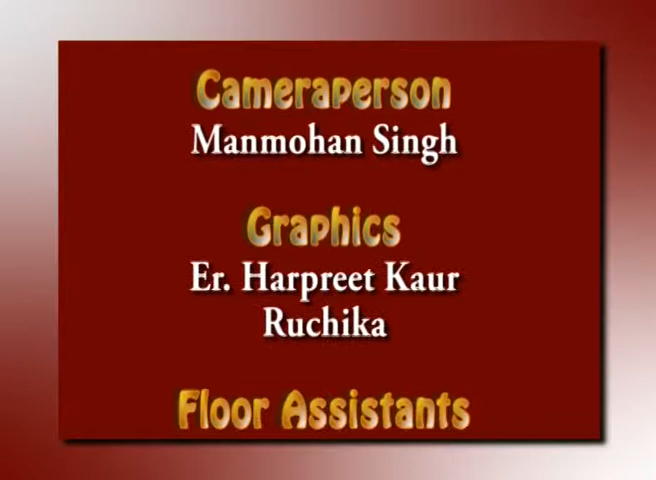 Cameraperson
Manmohan Singh
Graphics
Er. Harpreet Kaur
Ruchika
Floor Assistants